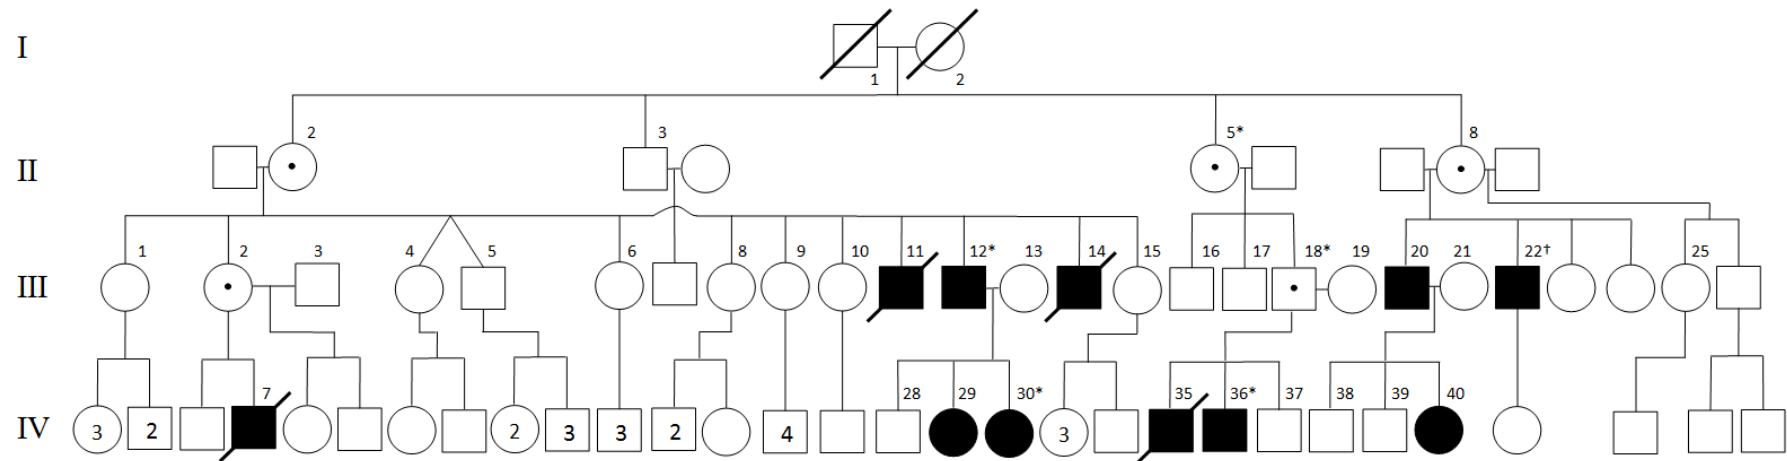 I
1 2
2 3 5* 8
II
1 2 3 4 5 6 8 9 10 11 12* 13 14 15 16 17 18* 19 20 21 22† 25
III
7 28 29 30* 35 36* 37 38 39 40
IV 3 2 2 3 3 2 4 3